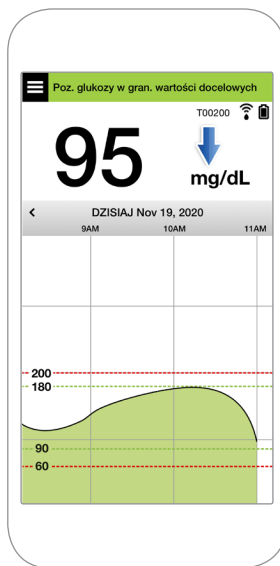 Poz. glukozy w gran. wartości docelowych
T00200
95
mg/dL
< DZISIAJ Nov 19, 2020
9AM 10AM 11AM
200
180
90
60